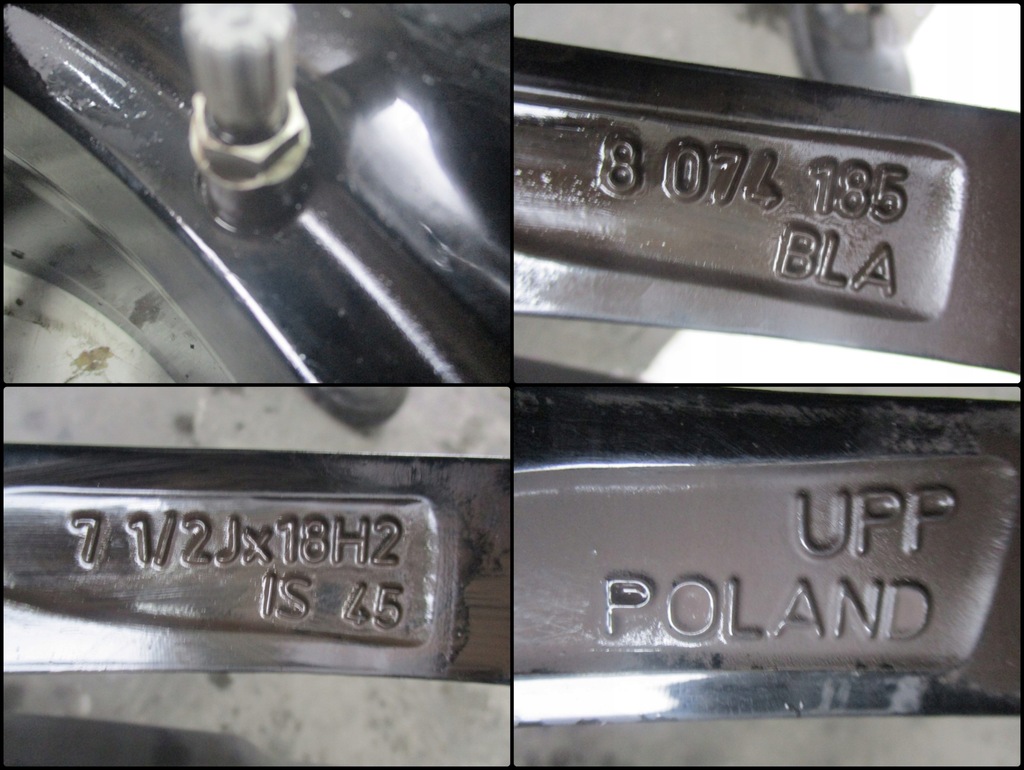 8 074 185
BLA
7 1/2Jx18H2
IS 45
UPP
POLAND